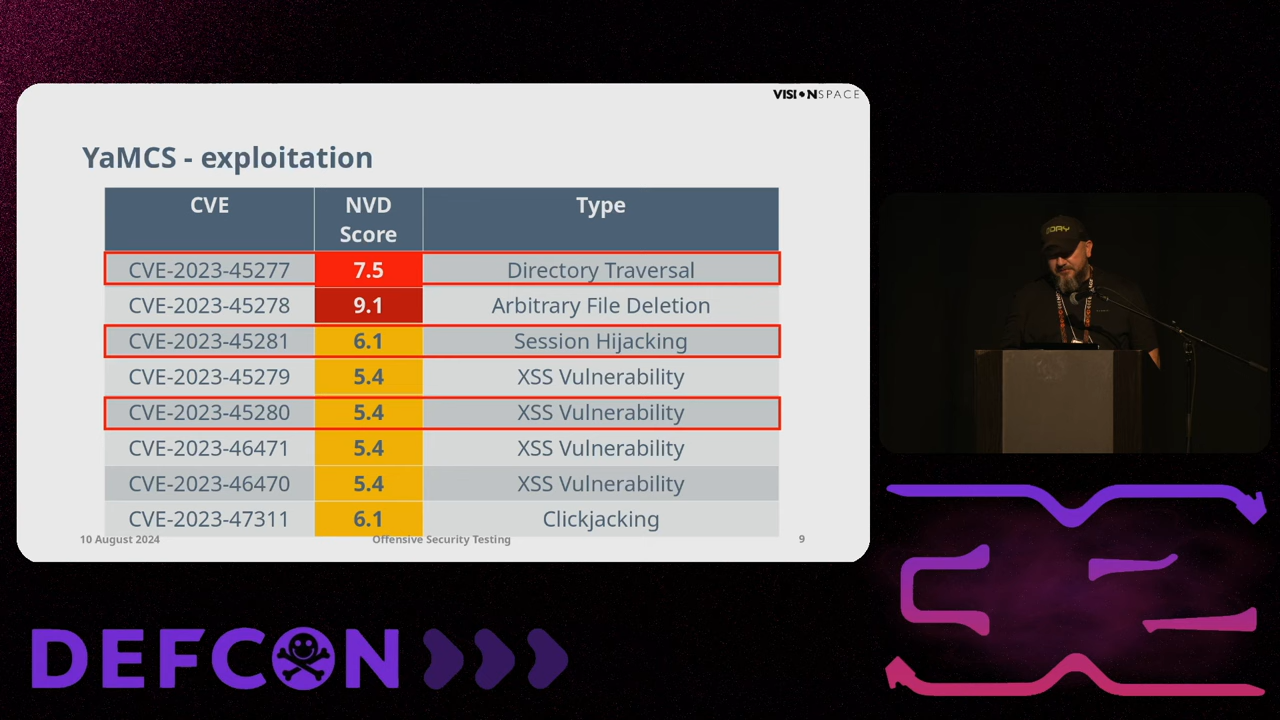 VISIONSPACE
YaMCS - exploitation
CVE NVD Score Type
CVE-2023-45277 7.5 Directory Traversal
CVE-2023-45278 9.1 Arbitrary File Deletion
CVE-2023-45281 6.1 Session Hijacking
CVE-2023-45279 5.4 XSS Vulnerability
CVE-2023-45280 5.4 XSS Vulnerability
CVE-2023-46471 5.4 XSS Vulnerability
CVE-2023-46470 5.4 XSS Vulnerability
CVE-2023-47311 6.1 Clickjacking
10 August 2024 Offensive Security Testing 9
DEFCON